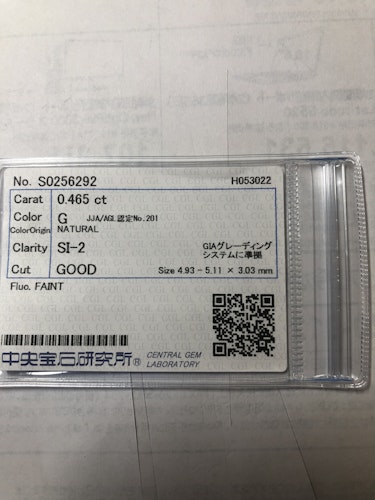 No. S0256292 H053022
Carat 0.465 ct
Color G JJA/AGL認定No.201
ColorOrigin NATURAL
Clarity SI-2 GIAグレーディング
システムに準拠
Cut GOOD Size 4.93 - 5.11 × 3.03 mm
Fluo. FAINT
中央宝石研究所® CENTRAL GEM
LABORATORY